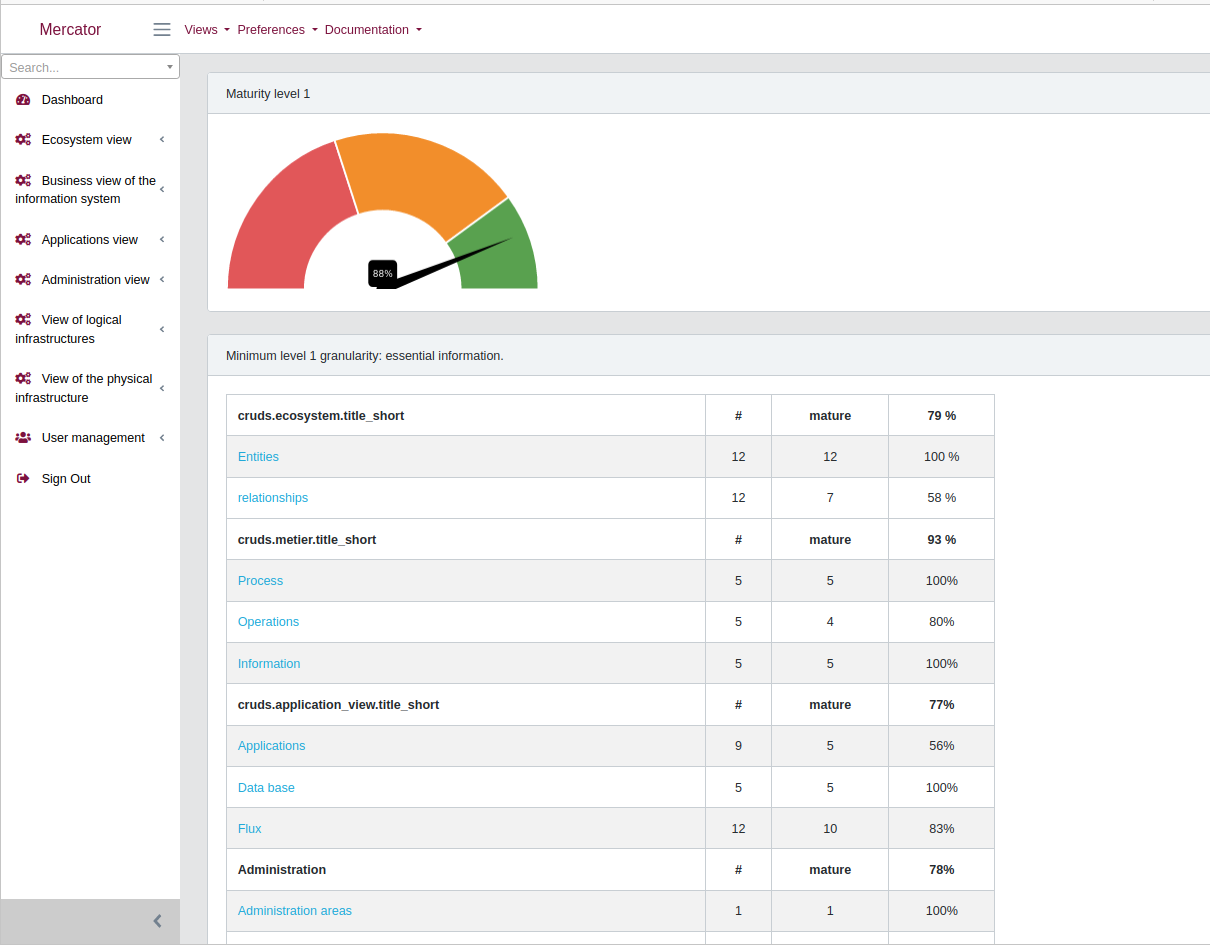 Mercator
Views Preferences Documentation
Search...
Dashboard
Ecosystem view
Business view of the
information system
Applications view
Administration view
View of logical
infrastructures
View of the physical
infrastructure
User management
Sign Out
Maturity level 1
88%
Minimum level 1 granularity: essential information.
cruds.ecosystem.title_short # mature 79 %
Entities 12 12 100 %
relationships 12 7 58 %
cruds.metier.title_short # mature 93 %
Process 5 5 100%
Operations 5 4 80%
Information 5 5 100%
cruds.application_view.title_short # mature 77%
Applications 9 5 56%
Data base 5 5 100%
Flux 12 10 83%
Administration # mature 78%
Administration areas 1 1 100%